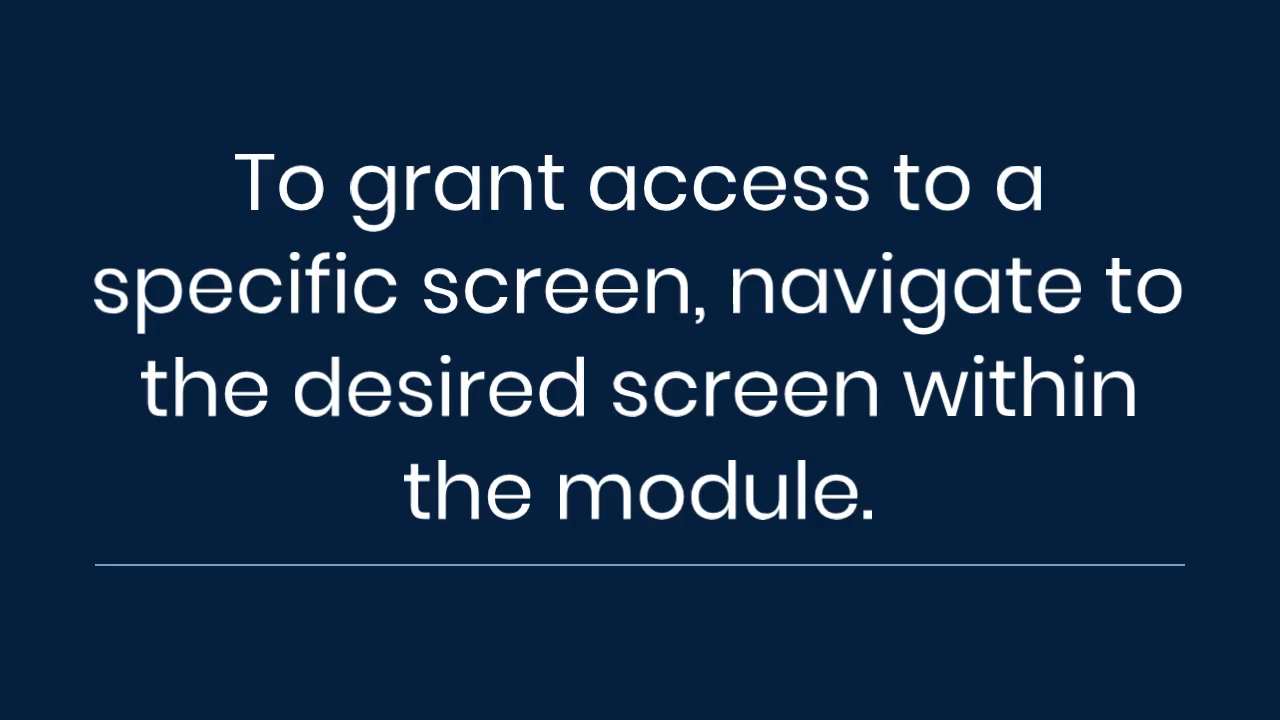 To grant access to a
specific screen, navigate to
the desired screen within
the module.